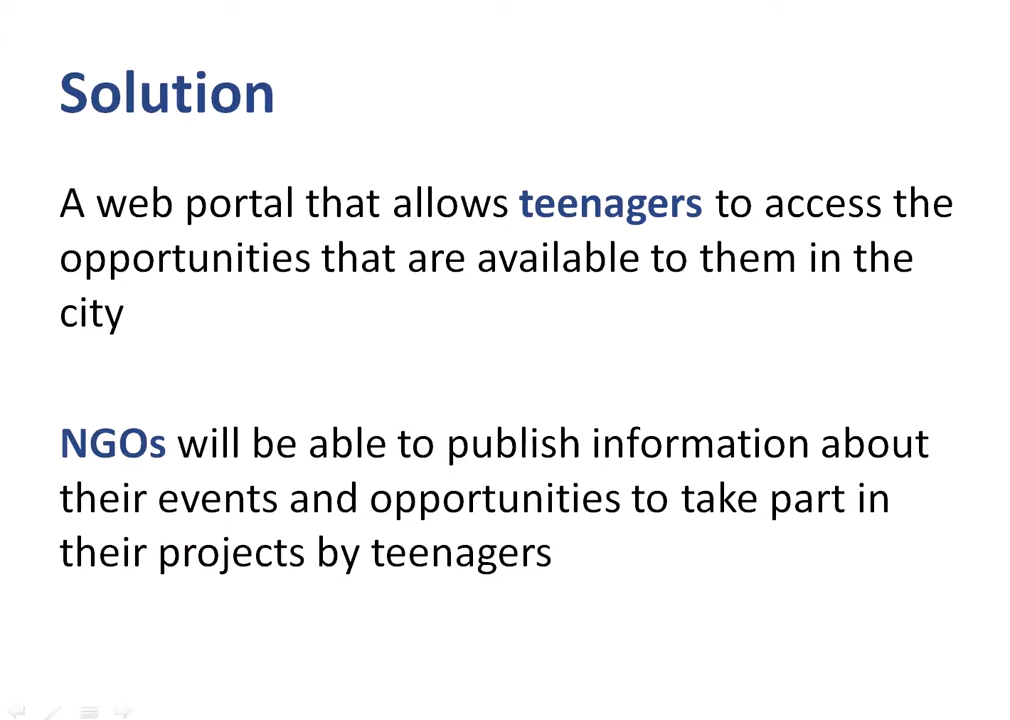 Solution
A web portal that allows teenagers to access the
opportunities that are available to them in the
city
NGOs will be able to publish information about
their events and opportunities to take part in
their projects by teenagers